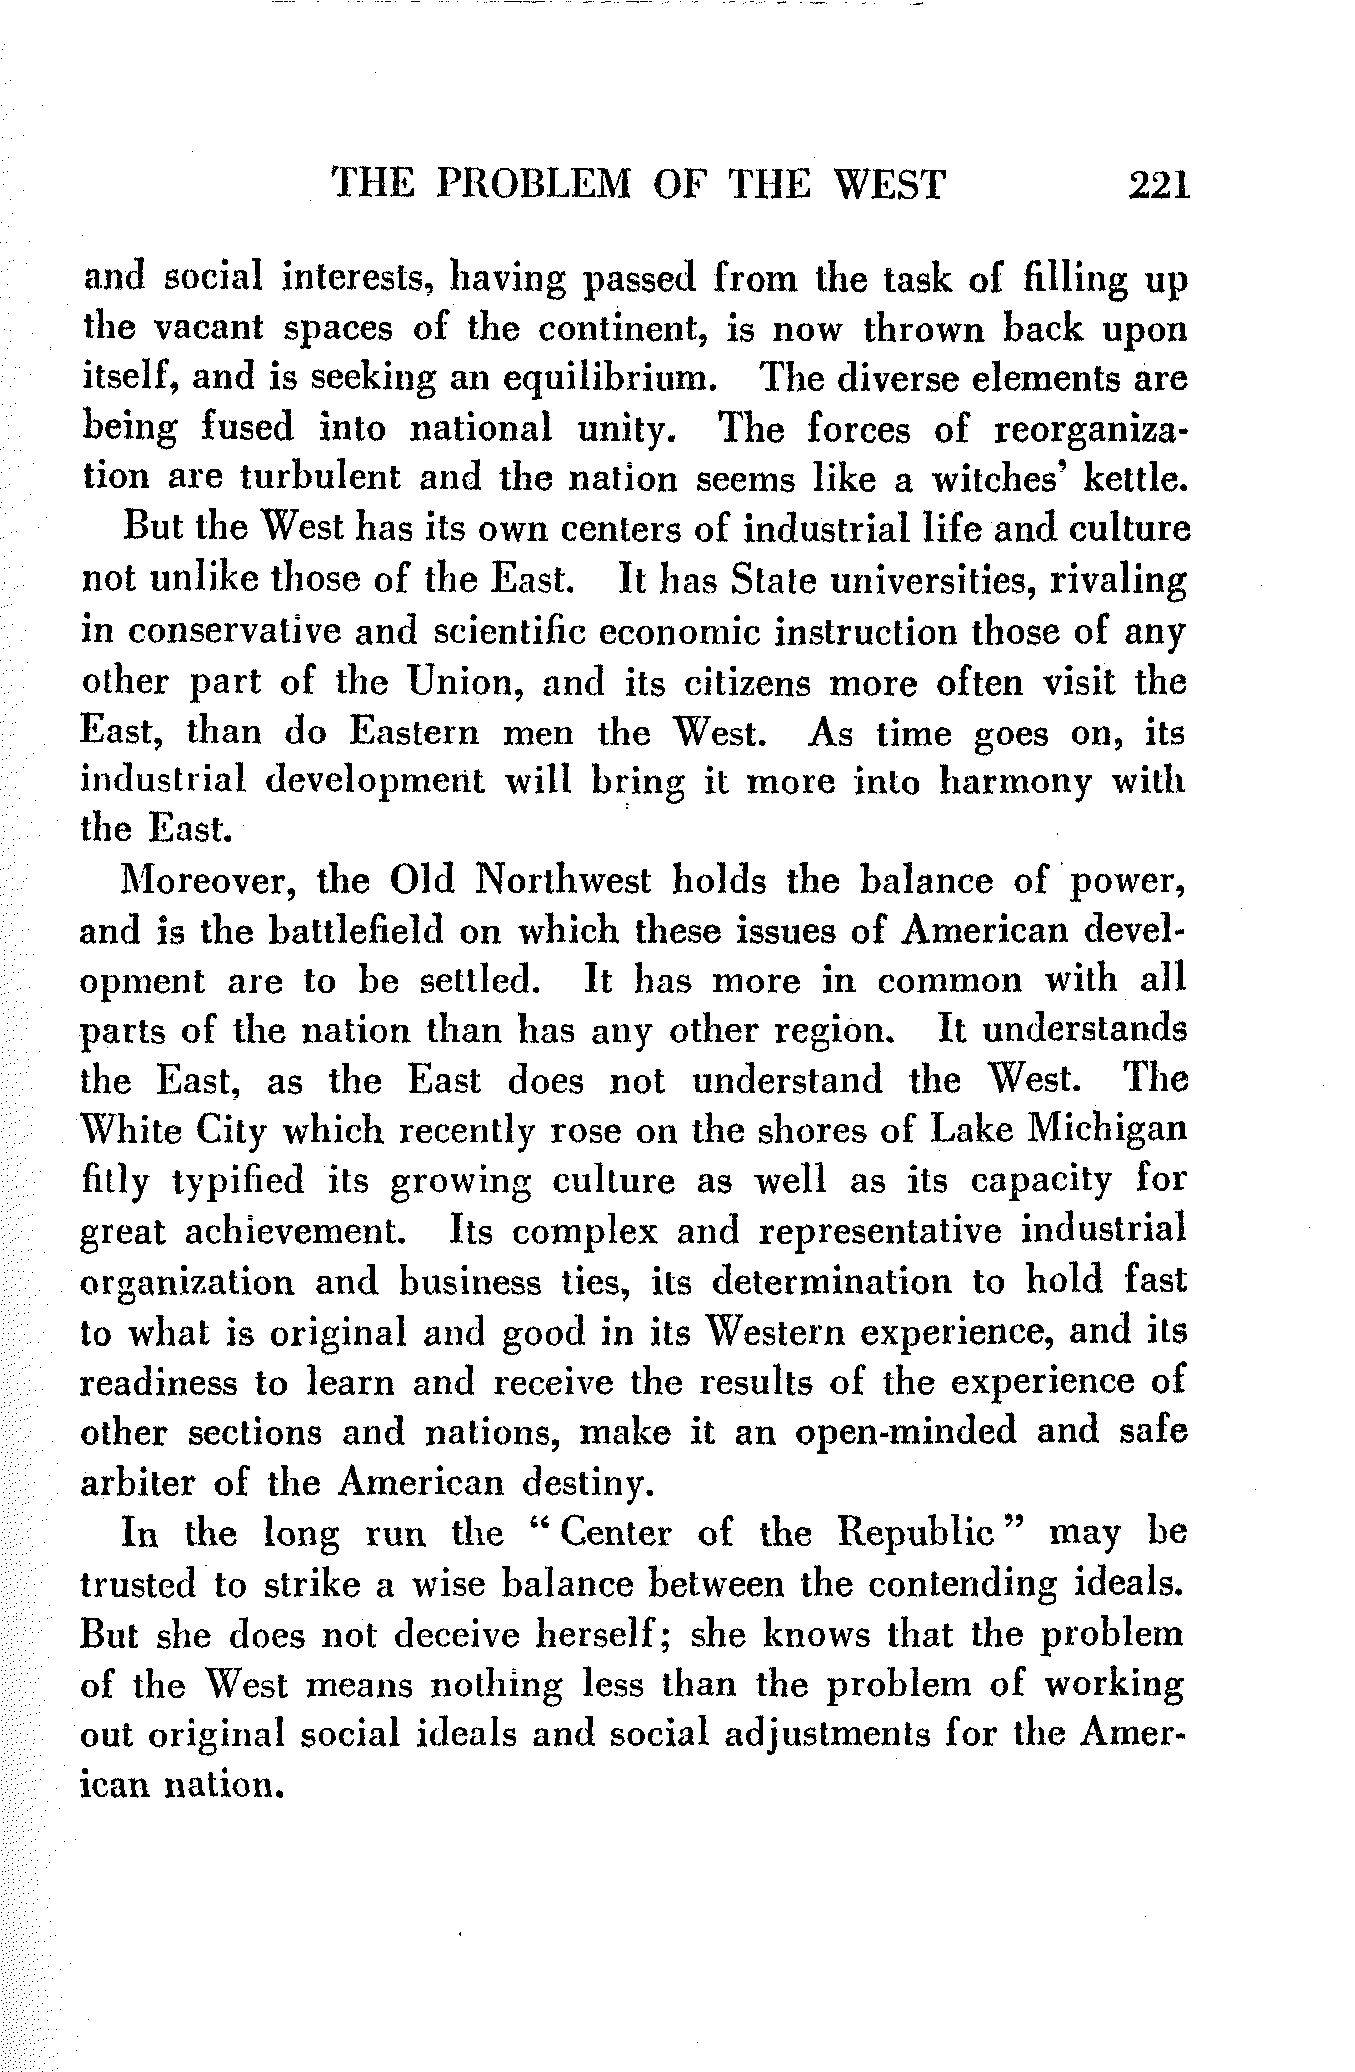 THE PROBLEM OF THE WEST 221
and social interests, having passed from the task of filling up
the vacant spaces of the continent, is now thrown back upon
itself, and is seeking an equilibrium. The diverse elements are
being fused into national unity. The forces of reorganiza-
tion are turbulent and the nation seems like a witches' kettle.
But the West has its own centers of industrial life and culture
not unlike those of the East. It has State universities, rivaling
in conservative and scientific economic instruction those of any
other part of the Union, and its citizens more often visit the
East, than do Eastern men the West. As time goes on, its
industrial development will bring it more into harmony with
the East.
Moreover, the Old Northwest holds the balance of power,
and is the battlefield on which these issues of American devel-
opment are to be settled. It has more in common with all
parts of the nation than has any other region. It understands
the East, as the East does not understand the West. The
White City which recently rose on the shores of Lake Michigan
fitly typified its growing culture as well as its capacity for
great achievement. Its complex and representative industrial
organization and business ties, its determination to hold fast
to what is original and good in its Western experience, and its
readiness to learn and receive the results of the experience of
other sections and nations, make it an open-minded and safe
arbiter of the American destiny.
In the long run the “ Center of the Republic ” may be
trusted to strike a wise balance between the contending ideals.
But she does not deceive herself; she knows that the problem
of the West means nothing less than the problem of working
out original social ideals and social adjustments for the Amer-
ican nation.